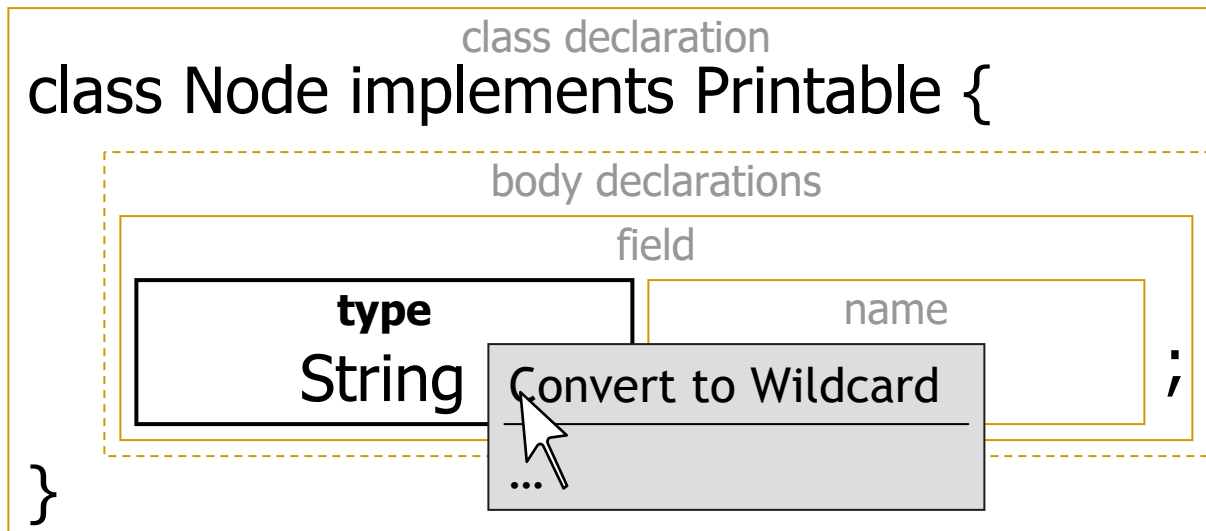 class declaration
class Node implements Printable {
body declarations
field
type
name
String
;
Convert to Wildcard
...
}